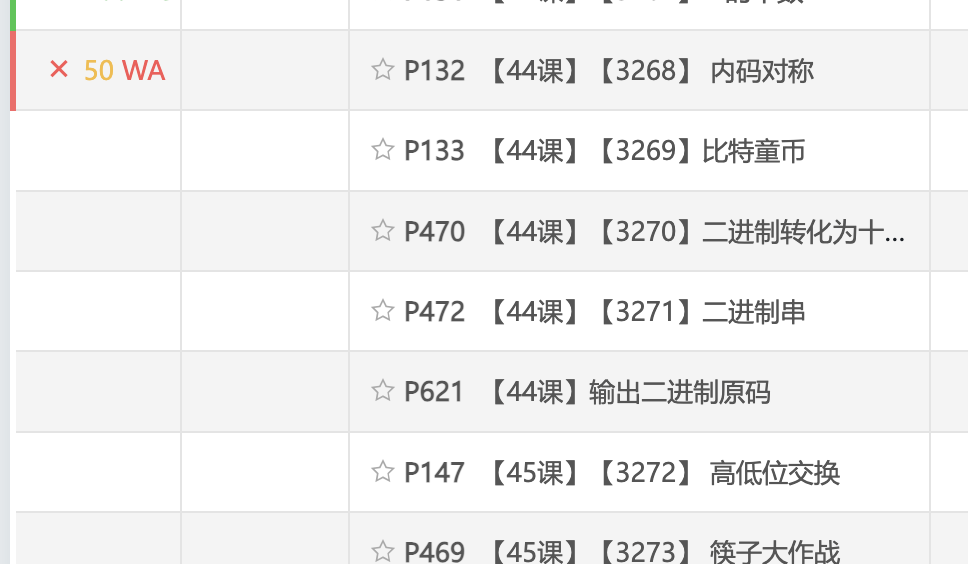 50 WA
P132 【44课】【3268】 内码对称
P133 【44课】【3269】比特童币
P470 【44课】【3270】二进制转化为十...
P472 【44课】【3271】二进制串
P621 【44课】输出二进制原码
P147 【45课】【3272】 高低位交换
P469 【45课】【3273】 筷子大作战